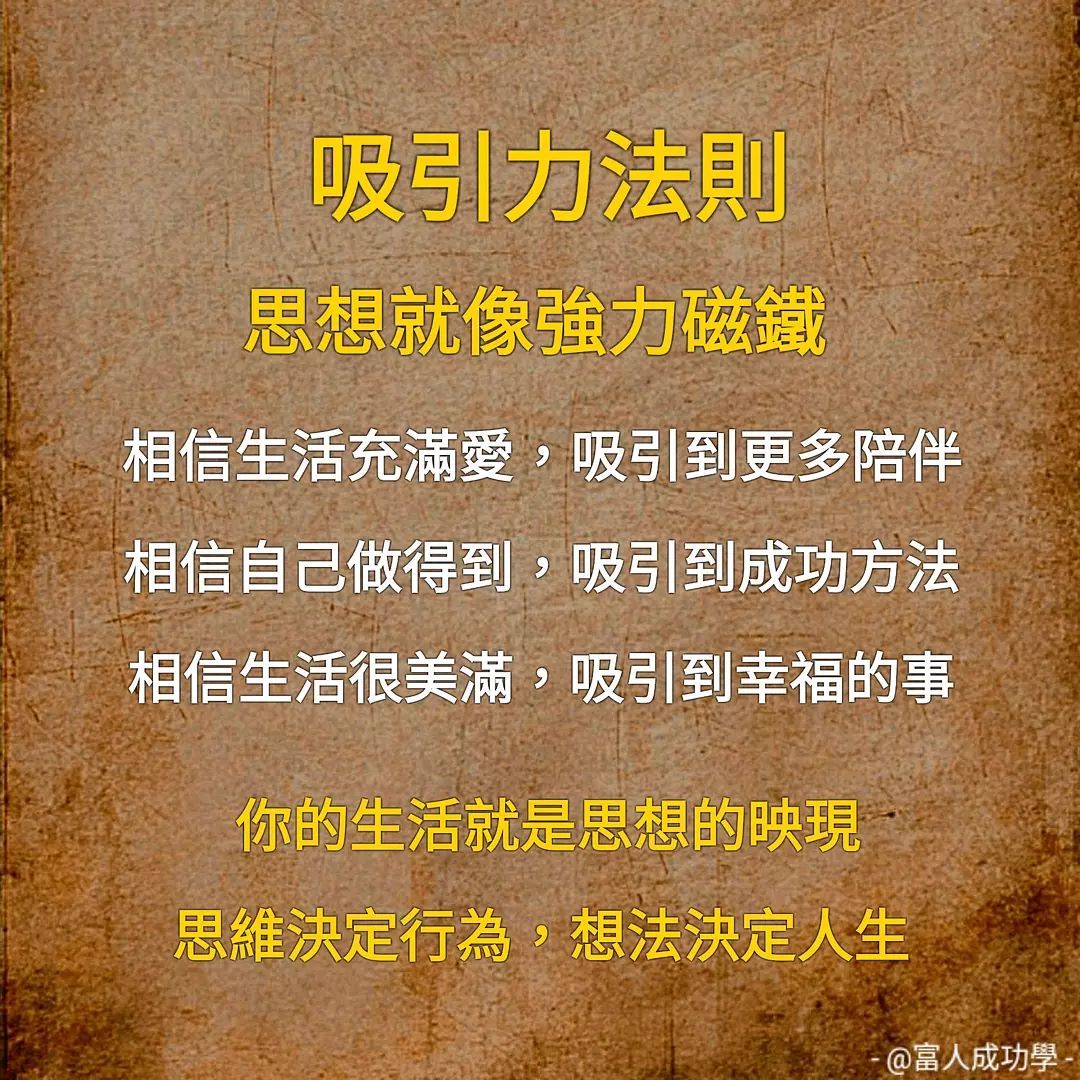 吸引力法則
思想就像強力磁鐵
相信生活充滿愛，吸引到更多陪伴
相信自己做得到，吸引到成功方法
相信生活很美滿，吸引到幸福的事
你的生活就是思想的映現
思維決定行為，想法決定人生
- @富人成功學 -